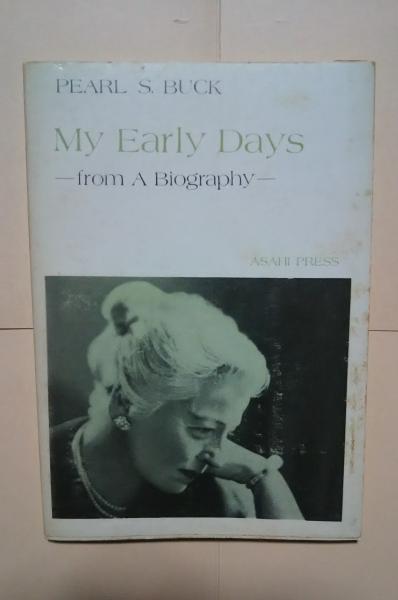 PEARL S. BUCK
My Early Days
—from A Biography—
ASAHI PRESS